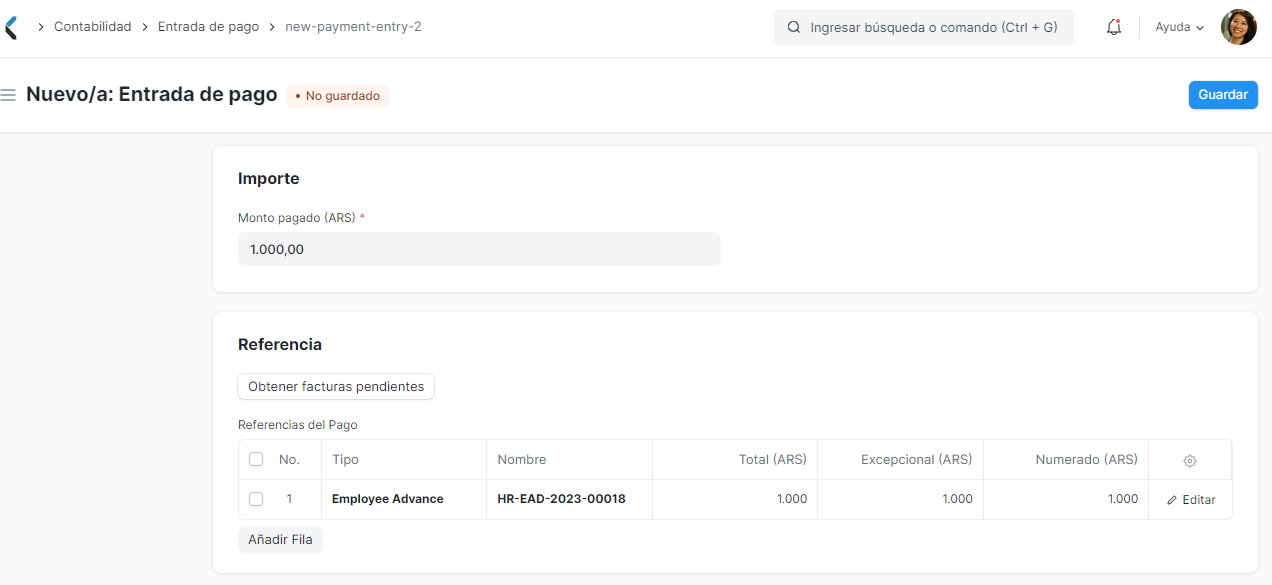 Contabilidad Entrada de pago new-payment-entry-2 Ingresar búsqueda o comando (Ctrl + G) Ayuda
Nuevo/a: Entrada de pago • No guardado Guardar
Importe
Monto pagado (ARS) *
1.000,00
Referencia
Obtener facturas pendientes
Referencias del Pago
No. Tipo Nombre Total (ARS) Excepcional (ARS) Numerado (ARS)
1 Employee Advance HR-EAD-2023-00018 1.000 1.000 1.000 Editar
Añadir Fila